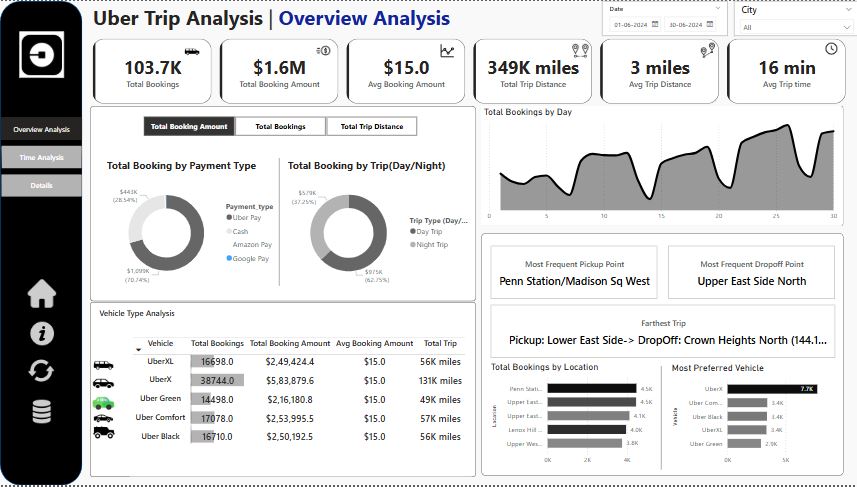 Uber Trip Analysis | Overview Analysis
Date
01-06-2024 30-06-2024
City
All
103.7K
Total Bookings
$1.6M
Total Booking Amount
$15.0
Avg Booking Amount
349K miles
Total Trip Distance
3 miles
Avg Trip Distance
16 min
Avg Trip time
Overview Analysis
Time Analysis
Details
Total Booking Amount Total Bookings Total Trip Distance
Total Booking by Payment Type
$443K
(28.54%)
$1,099K
(70.74%)
Payment_type
Uber Pay
Cash
Amazon Pay
Google Pay
Total Booking by Trip(Day/Night)
$579K
(37.25%)
$975K
(62.75%)
Trip Type (Day/...
Day Trip
Night Trip
Total Bookings by Day
0 5 10 15 20 25 30
Vehicle Type Analysis
Vehicle Total Bookings Total Booking Amount Avg Booking Amount Total Trip
UberXL 16698.0 $2,49,424.4 $15.0 56K miles
UberX 38744.0 $5,83,879.6 $15.0 131K miles
Uber Green 14498.0 $2,16,180.8 $15.0 49K miles
Uber Comfort 17078.0 $2,53,995.5 $15.0 57K miles
Uber Black 16710.0 $2,50,192.5 $15.0 56K miles
Most Frequent Pickup Point
Penn Station/Madison Sq West
Most Frequent Dropoff Point
Upper East Side North
Farthest Trip
Pickup: Lower East Side-> DropOff: Crown Heights North (144.1...
Total Bookings by Location
Location
Penn Stati... 4.5K
Upper East... 4.5K
Upper East... 4.1K
Lenox Hill ... 4.0K
Upper Wes... 3.8K
0K 2K 4K
Most Preferred Vehicle
Vehicle
UberX 7.7K
Uber Com... 3.4K
Uber Black 3.4K
UberXL 3.4K
Uber Green 2.9K
0K 5K